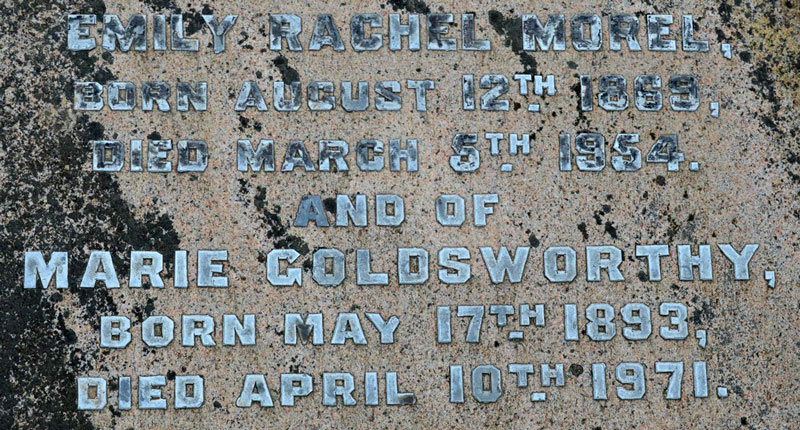 EMILY RACHEL MOREL,
BORN AUGUST 12TH 1869,
DIED MARCH 5TH 1954.
AND OF
MARIE GOLDSWORTHY,
BORN MAY 17TH 1893,
DIED APRIL 10TH 1971.